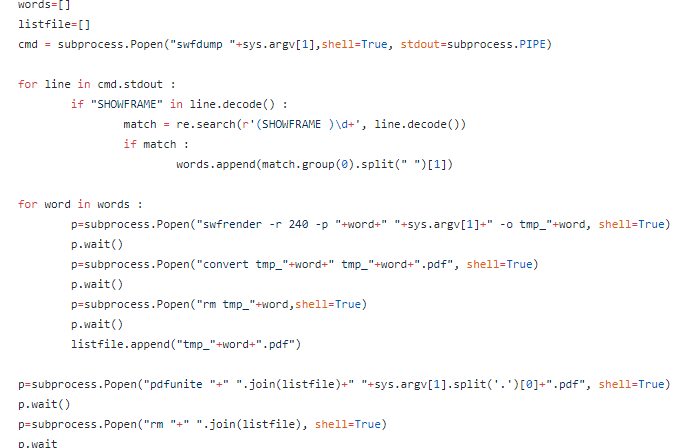 words=[]
listfile=[]
cmd = subprocess.Popen("swfdump "+sys.argv[1],shell=True, stdout=subprocess.PIPE)
for line in cmd.stdout :
if "SHOWFRAME" in line.decode() :
match = re.search(r'(SHOWFRAME )\d+', line.decode())
if match :
words.append(match.group(0).split(" ")[1])
for word in words :
p=subprocess.Popen("swfrender -r 240 -p "+word+" "+sys.argv[1]+" -o tmp_"+word, shell=True)
p.wait()
p=subprocess.Popen("convert tmp_"+word+" tmp_"+word+".pdf", shell=True)
p.wait()
p=subprocess.Popen("rm tmp_"+word,shell=True)
p.wait()
listfile.append("tmp_"+word+".pdf")
p=subprocess.Popen("pdfunite "+" ".join(listfile)+" "+sys.argv[1].split('.')[0]+".pdf", shell=True)
p.wait()
p=subprocess.Popen("rm "+" ".join(listfile), shell=True)
p.wait